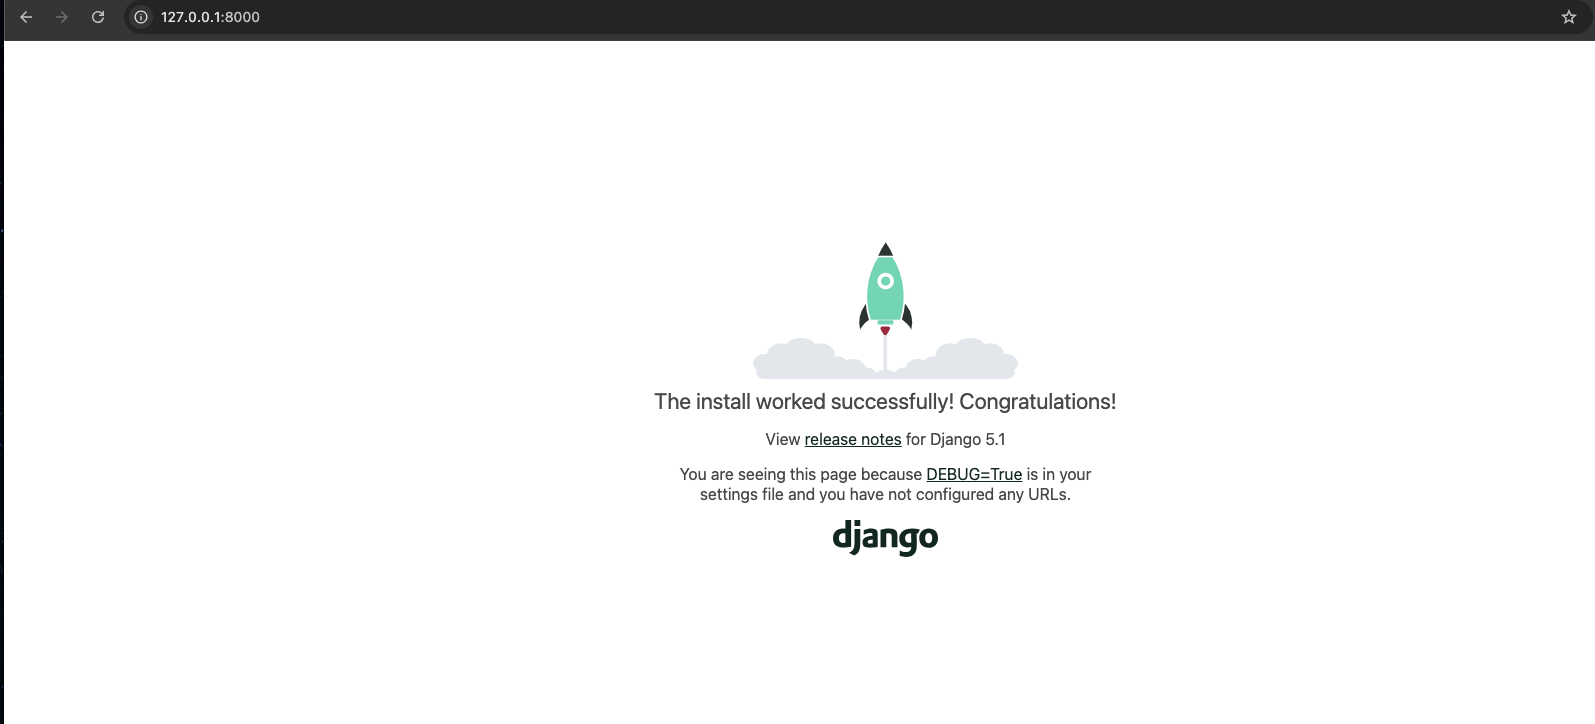 127.0.0.1:8000
The install worked successfully! Congratulations!
View release notes for Django 5.1
You are seeing this page because DEBUG=True is in your
settings file and you have not configured any URLs.
django